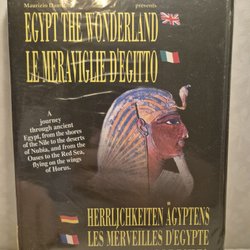 Maurizio
presents
EGYPT THE WONDERLAND
LE MERAVIGLIE D'EGITTO
A
journey
through ancient
Egypt, from the shores
of the Nile to the deserts
of Nubia, and from the
Oases to the Red Sea,
flying on the wings
of Horus.
HERRLICHKEITEN ÄGYPTENS
LES MERVEILLES D'EGYPTE